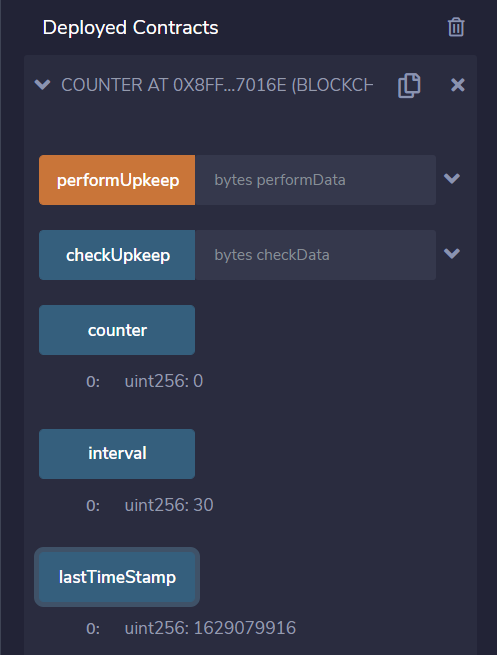 Deployed Contracts
COUNTER AT 0X8FF...7016E (BLOCKCH
performUpkeep bytes performData
checkUpkeep bytes checkData
counter
0: uint256: 0
interval
0: uint256: 30
lastTimeStamp
0: uint256: 1629079916